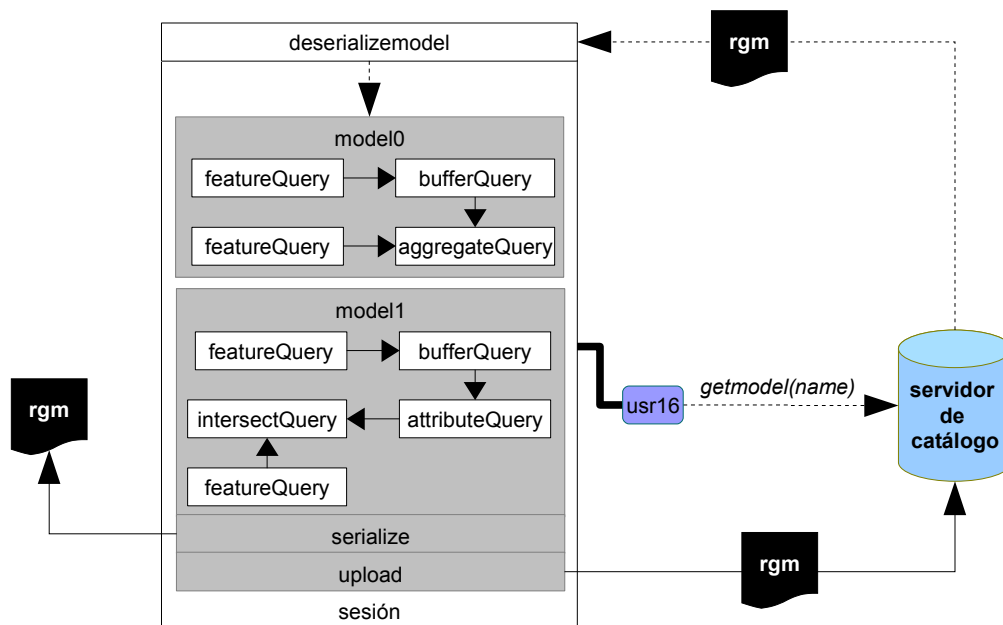 deserializemodel
rgm
model0
featureQuery
bufferQuery
featureQuery
aggregateQuery
model1
featureQuery
bufferQuery
intersectQuery
attributeQuery
featureQuery
serialize
upload
sesión
rgm
usr16
getmodel(name)
servidor
de
catálogo
rgm